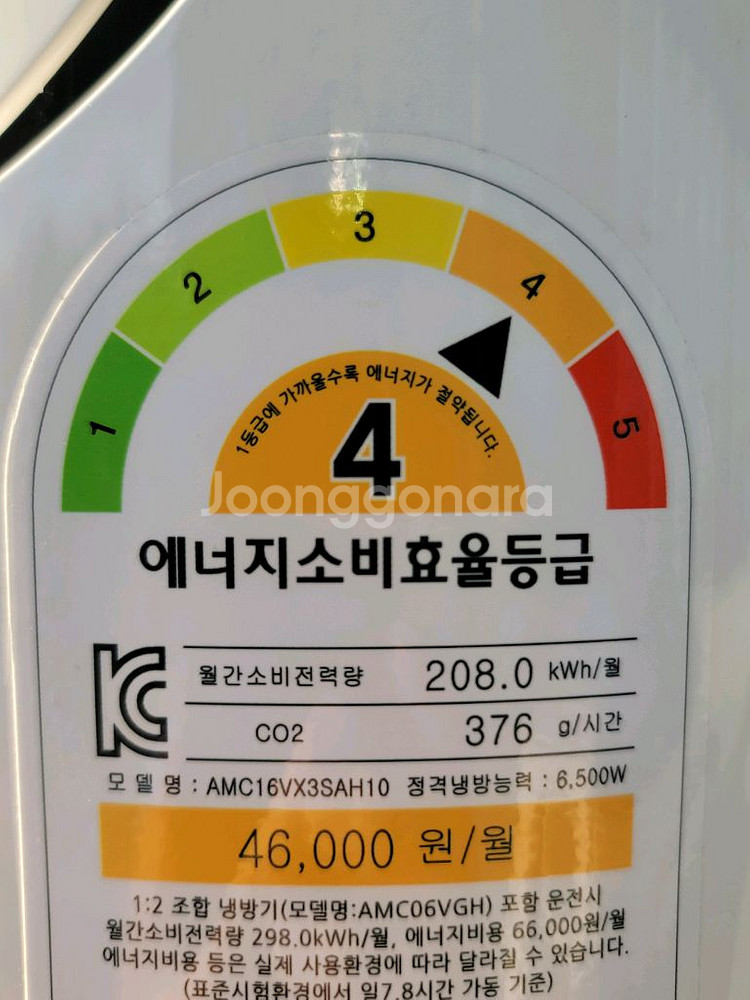 3
2
4
1
5
1등급에 가까울수록 에너지가 절약됩니다.
4
Joonggonara
에너지소비효율등급
월간소비전력량 208.0 kWh/월
CO2 376 g/시간
모델명 : AMC16VX3SAH10 정격냉방능력 : 6,500W
46,000 원/월
1:2 조합 냉방기(모델명:AMC06VGH) 포함 운전시
월간소비전력량 298.0kWh/월, 에너지비용 66,000원/월
에너지비용 등은 실제 사용환경에 따라 달라질 수 있습니다.
(표준시험환경에서 일7.8시간 가동 기준)